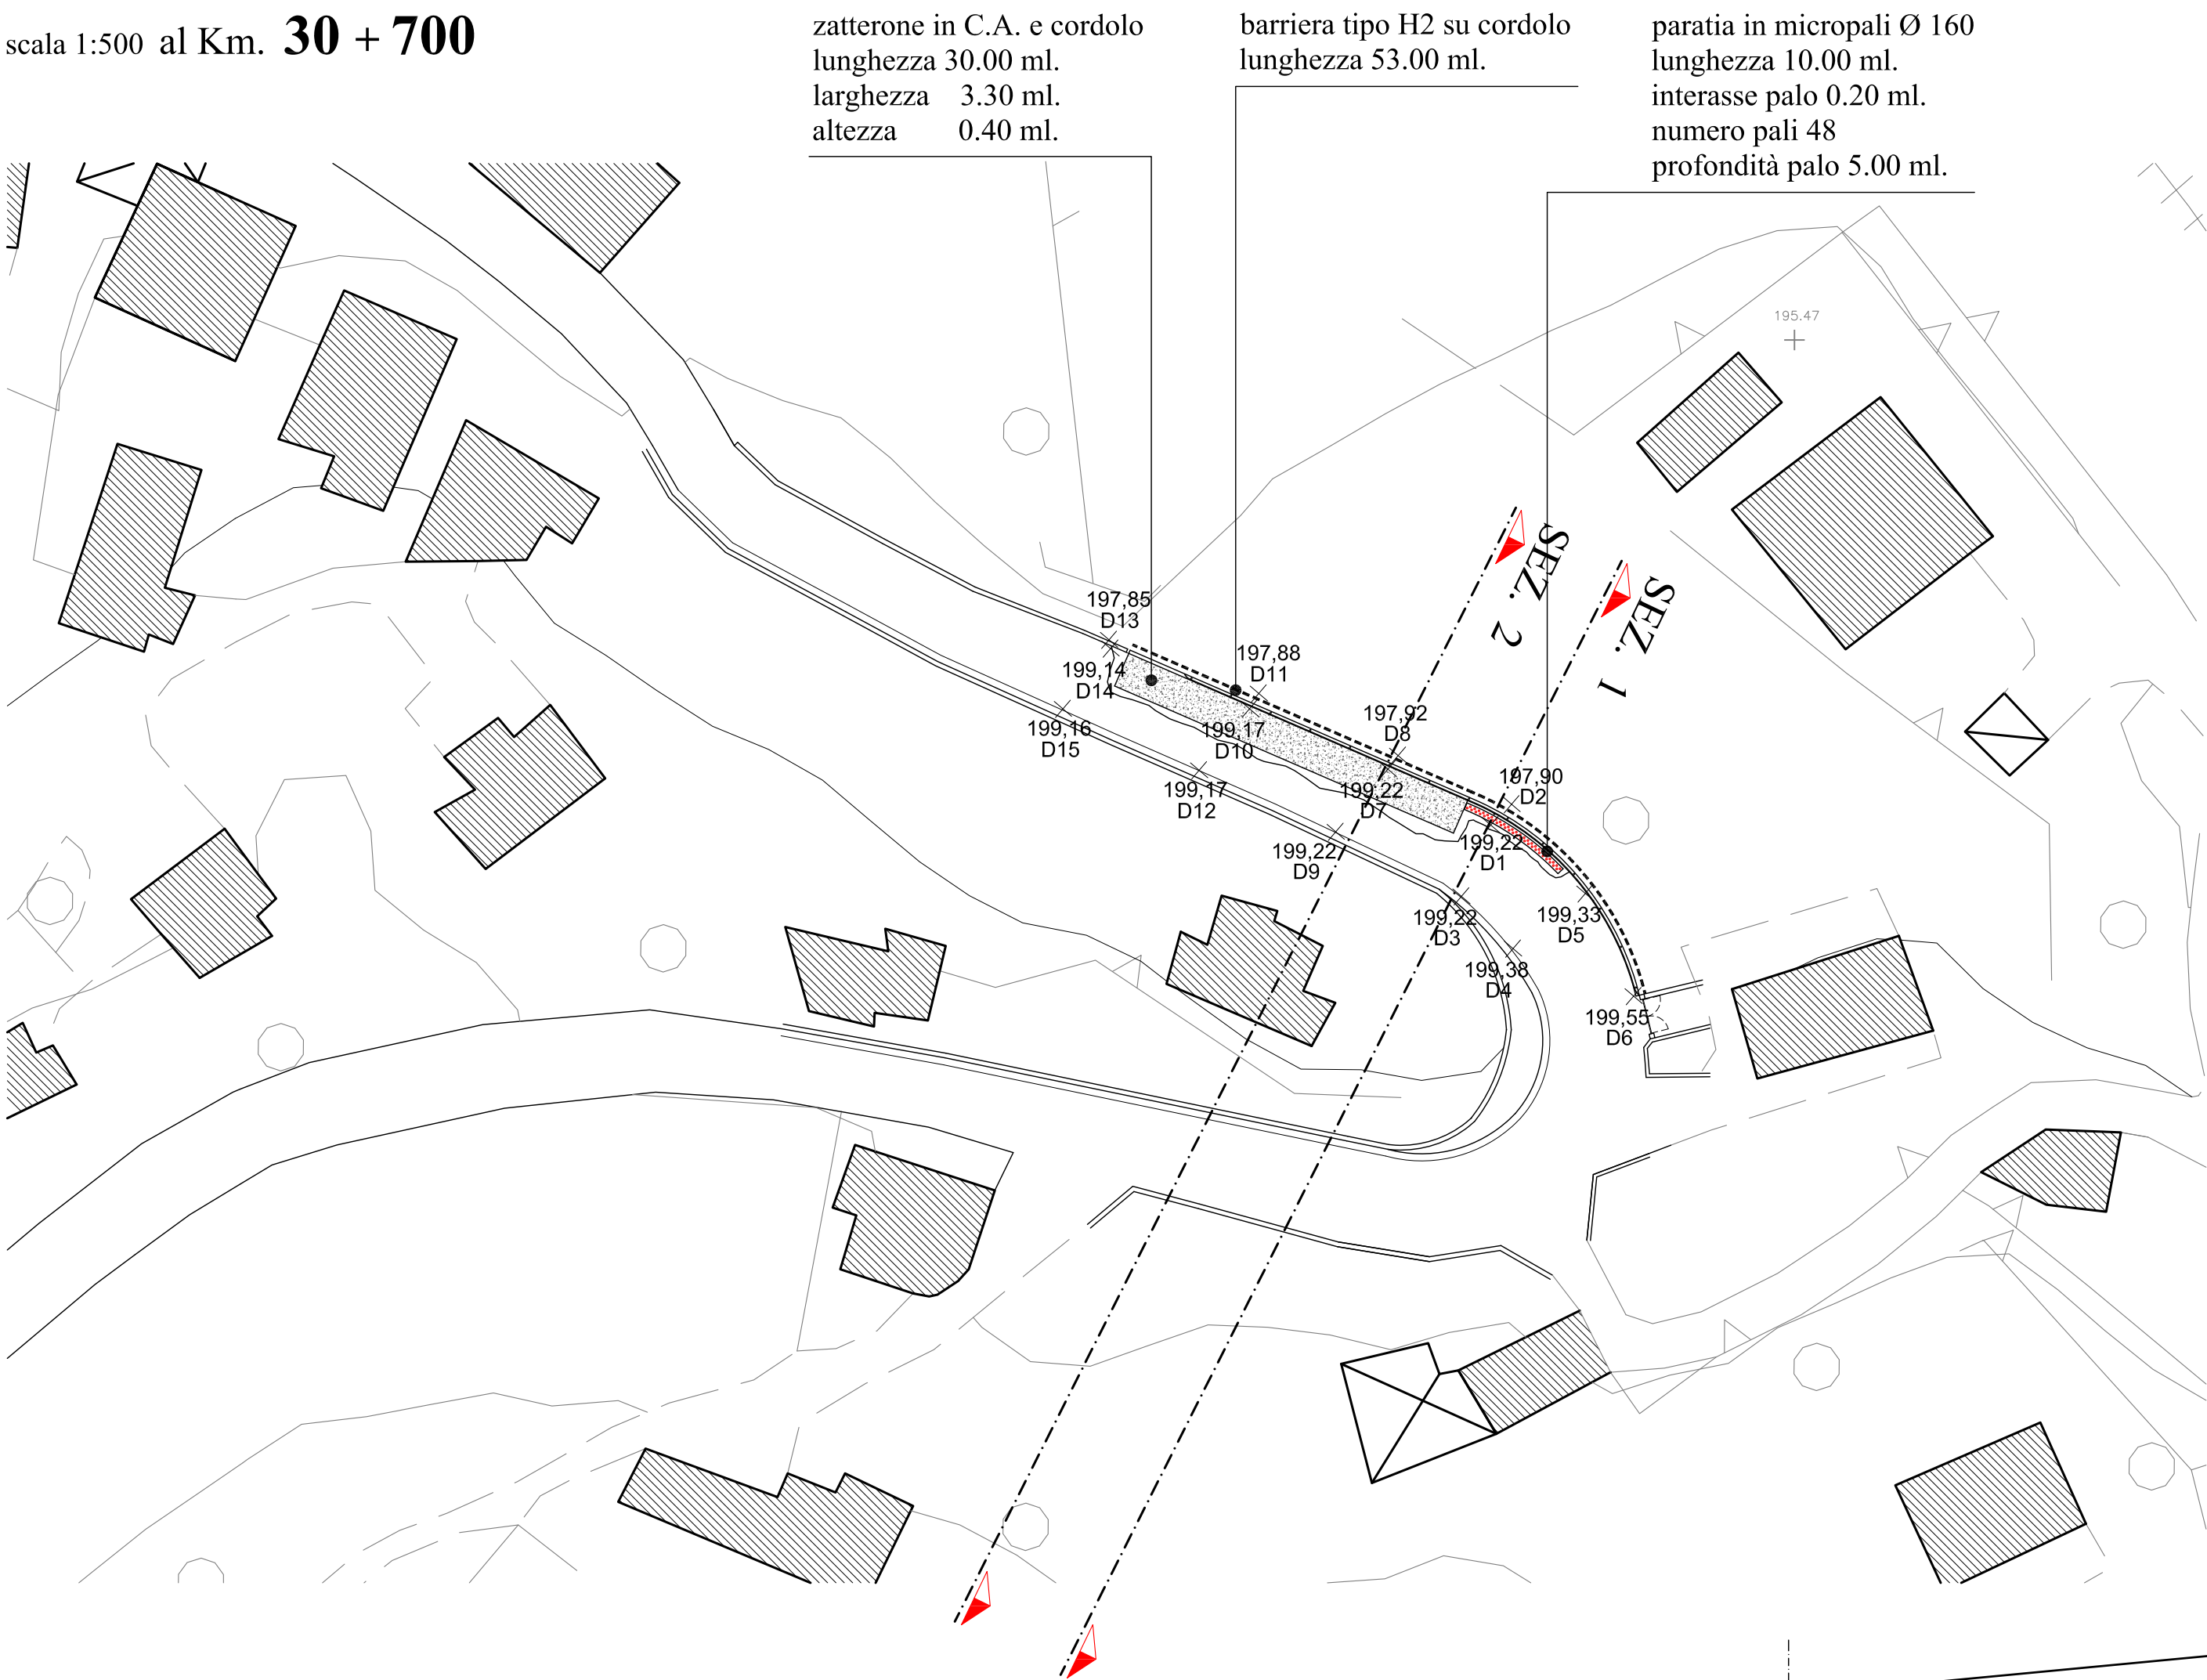 scala 1:500 al Km. 30 + 700
zatterone in C.A. e cordolo
lunghezza 30.00 ml.
larghezza 3.30 ml.
altezza 0.40 ml.
barriera tipo H2 su cordolo
lunghezza 53.00 ml.
paratia in micropali Ø 160
lunghezza 10.00 ml.
interasse palo 0.20 ml.
numero pali 48
profondità palo 5.00 ml.
195.47
SEZ. 2
SEZ. 1
197,85
D13
199,14
D14
199,16
D15
197,88
D11
199,17
D10
199,17
D12
197,92
D8
199,22
D7
199,22
D9
197,90
D2
199,22
D1
199,22
D3
199,38
D4
199,33
D5
199,55
D6